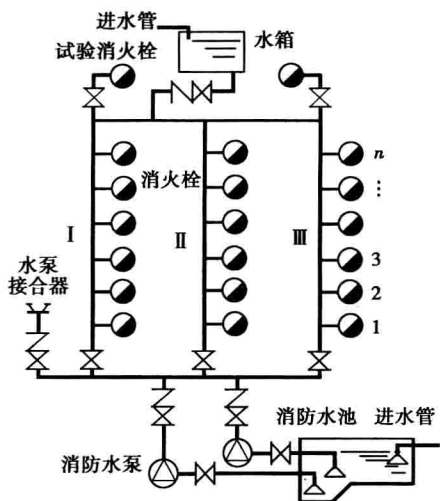 进水管
水箱
试验消火栓
n
消火栓
⋮
Ⅰ
Ⅱ
Ⅲ
水泵
接合器
3
2
1
消防水池
进水管
消防水泵